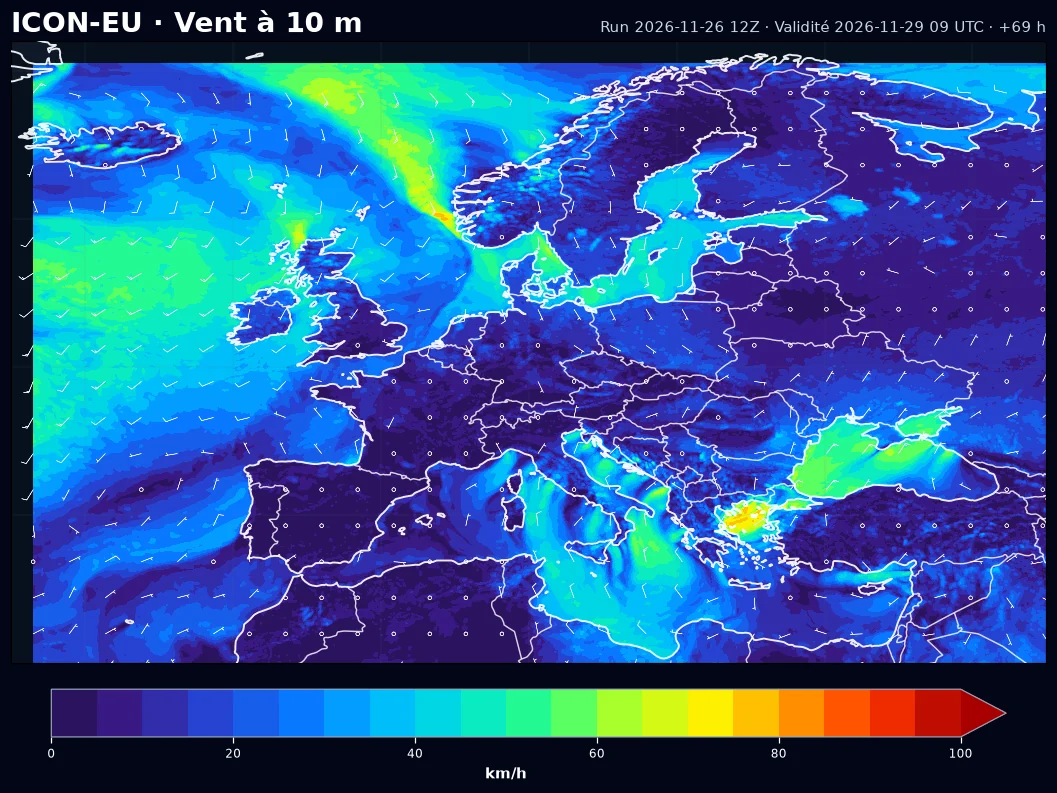 ICON-EU · Vent à 10 m
Run 2026-11-26 12Z · Validité 2026-11-29 09 UTC · +69 h
0 20 40 60 80 100
km/h